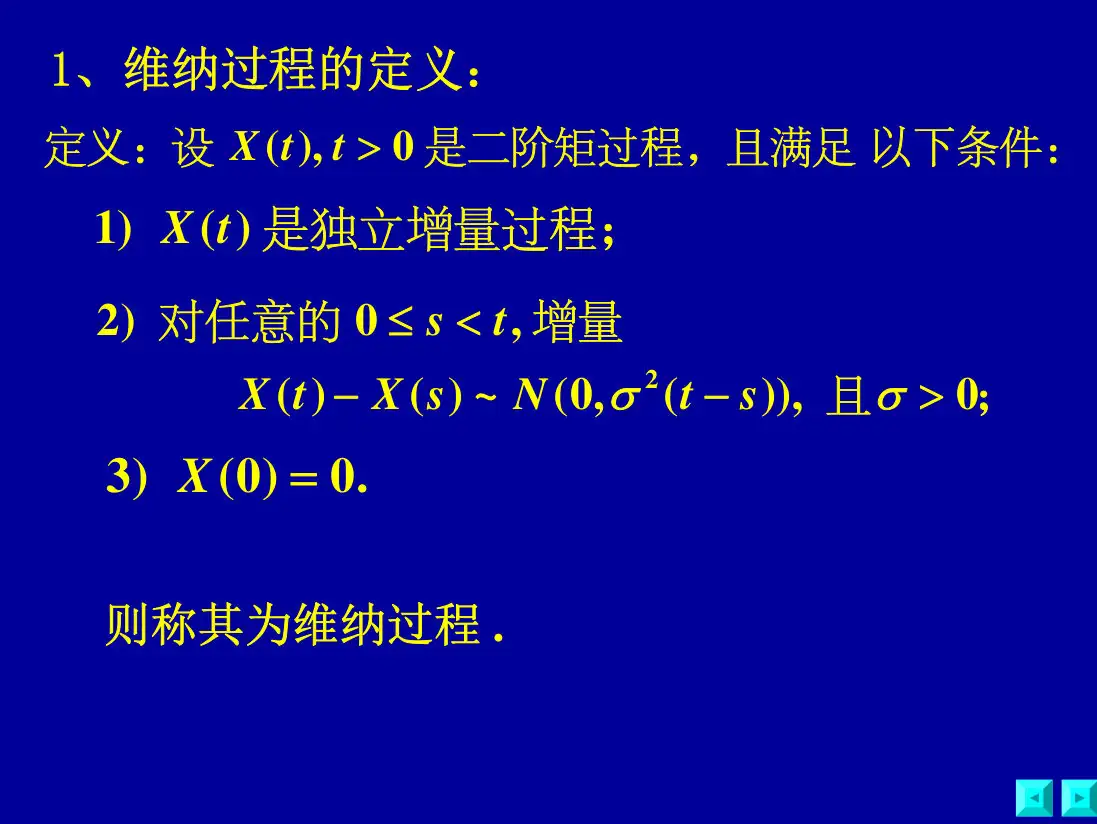 1、维纳过程的定义：
定义：设 X(t), t > 0 是二阶矩过程，且满足 以下条件：
1) X(t) 是独立增量过程；
2) 对任意的 0 ≤ s < t, 增量
X(t) − X(s) ~ N(0, σ²(t − s)), 且 σ > 0;
3) X(0) = 0.
则称其为维纳过程 .